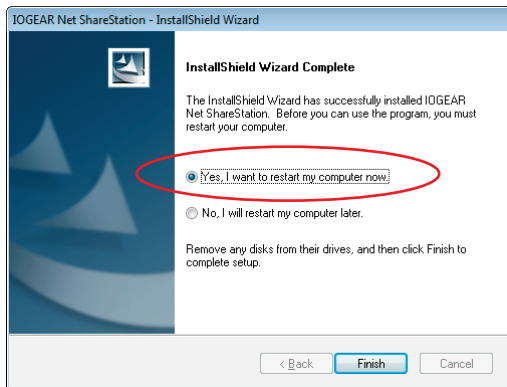 IOGEAR Net ShareStation - InstallShield Wizard
InstallShield Wizard Complete
The InstallShield Wizard has successfully installed IOGEAR
Net ShareStation.  Before you can use the program, you must
restart your computer.
Yes, I want to restart my computer now.
No, I will restart my computer later.
Remove any disks from their drives, and then click Finish to
complete setup.
< Back
Finish
Cancel